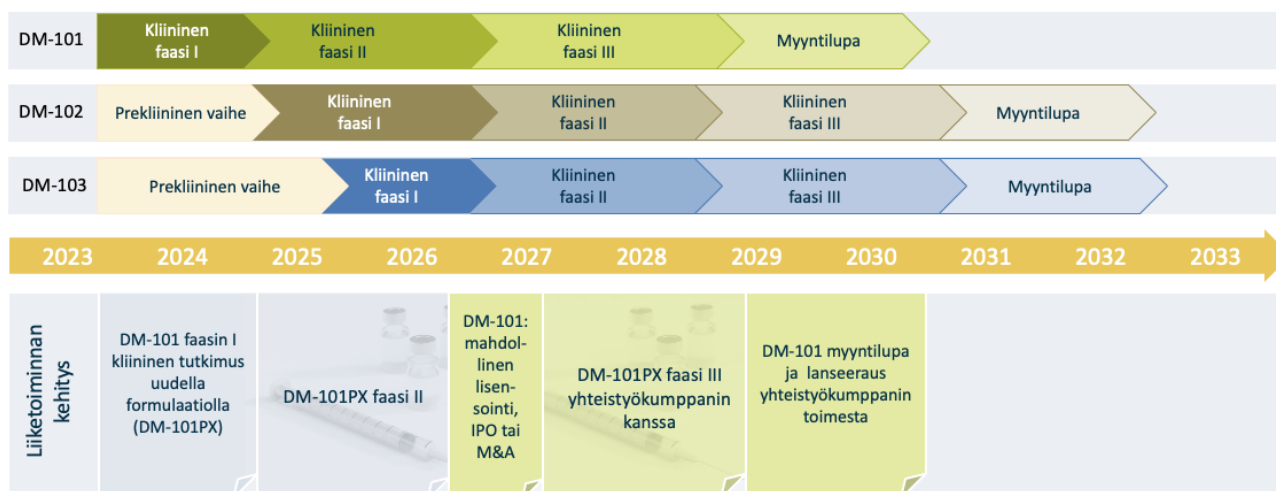 DM-101
Kliininen
faasi I
Kliininen
faasi II
Kliininen
faasi III
Myyntilupa
DM-102
Prekliininen vaihe
Kliininen
faasi I
Kliininen
faasi II
Kliininen
faasi III
Myyntilupa
DM-103
Prekliininen vaihe
Kliininen
faasi I
Kliininen
faasi II
Kliininen
faasi III
Myyntilupa
2023 2024 2025 2026 2027 2028 2029 2030 2031 2032 2033
Liiketoiminnan
kehitys
DM-101 faasin I
kliininen tutkimus
uudella
formulaatiolla
(DM-101PX)
DM-101PX faasi II
DM-101:
mahdol-
linen
lisen-
sointi,
IPO tai
M&A
DM-101PX faasi III
yhteistyökumppanin
kanssa
DM-101 myyntilupa
ja lanseeraus
yhteistyökumppanin
toimesta